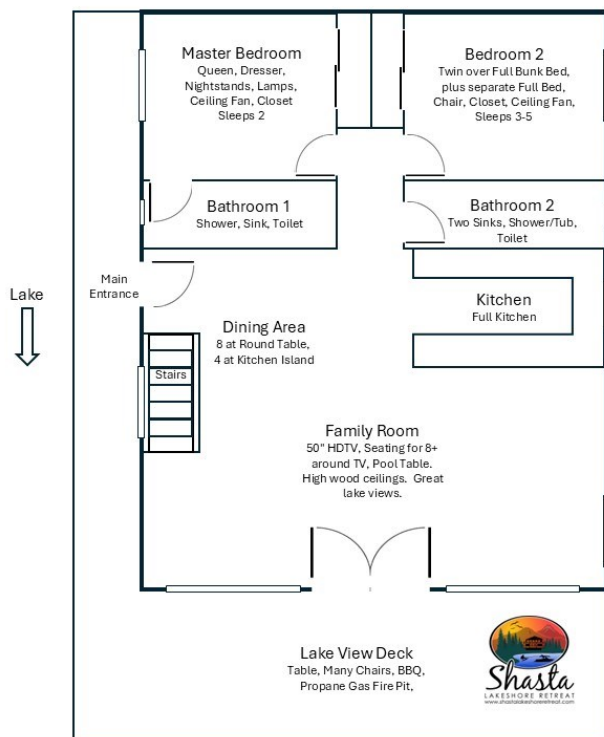 Master Bedroom
Queen, Dresser,
Nightstands, Lamps,
Ceiling Fan, Closet
Sleeps 2
Bedroom 2
Twin over Full Bunk Bed,
plus separate Full Bed,
Chair, Closet, Ceiling Fan,
Sleeps 3-5
Bathroom 1
Shower, Sink, Toilet
Bathroom 2
Two Sinks, Shower/Tub,
Toilet
Lake
Main
Entrance
Kitchen
Full Kitchen
Dining Area
8 at Round Table,
4 at Kitchen Island
Stairs
Family Room
50" HDTV, Seating for 8+
around TV, Pool Table.
High wood ceilings. Great
lake views.
Lake View Deck
Table, Many Chairs, BBQ,
Propane Gas Fire Pit,
Shasta
LAKESHORE RETREAT
www.shastalakeshoreretreat.com